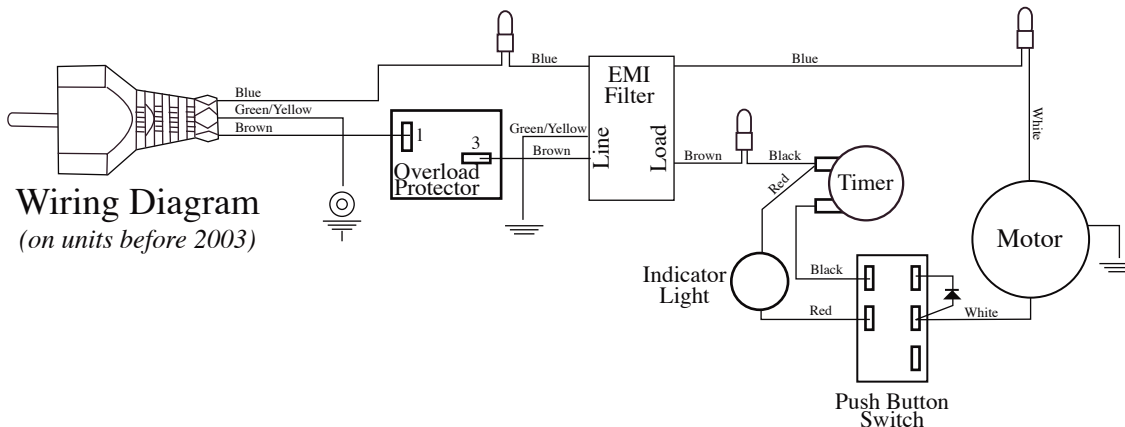 Blue
Green/Yellow
Brown
Wiring Diagram
(on units before 2003)
1
3
Overload
Protector
Blue
Green/Yellow
Brown
EMI
Filter
Line
Load
Blue
Brown
Black
Red
Timer
White
Motor
Indicator
Light
Black
Red
White
Push Button
Switch